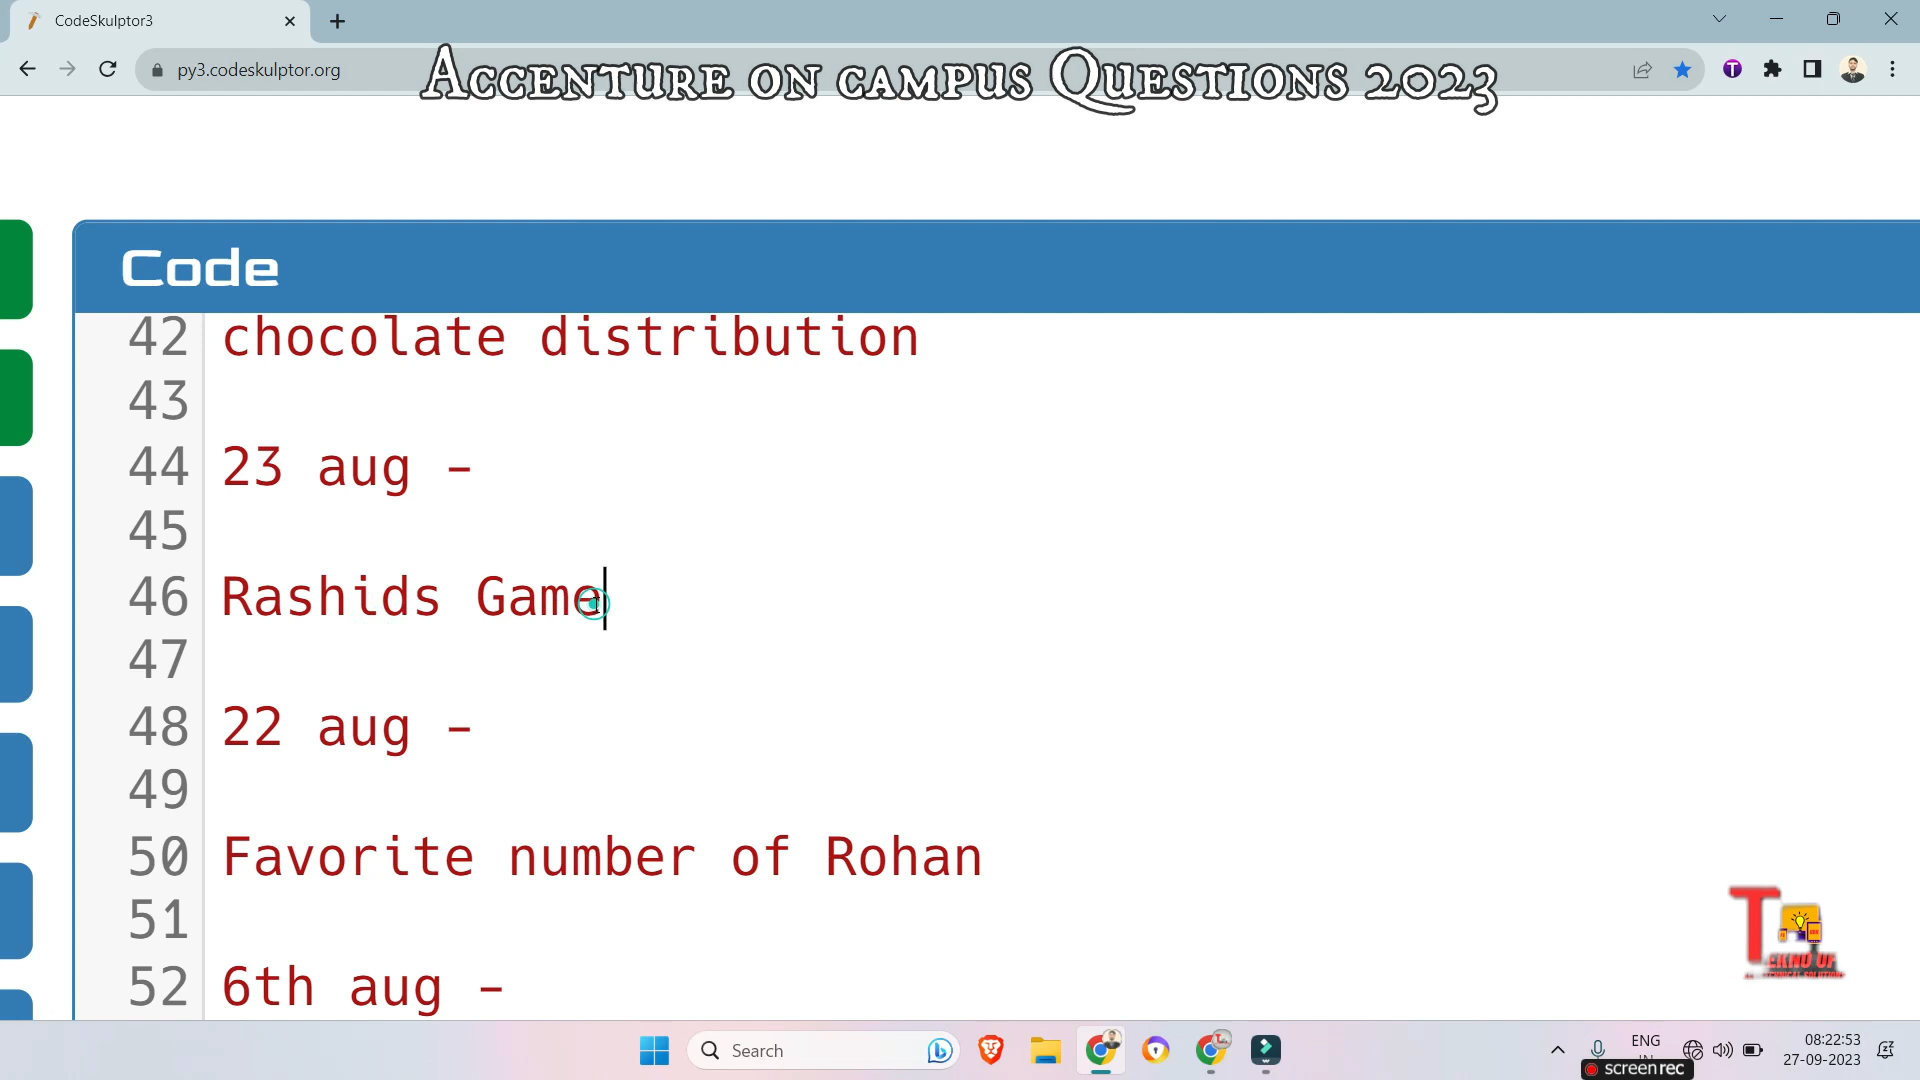 CodeSkulptor3
py3.codeskulptor.org
Accenture on campus Questions 2023
Code
42 chocolate distribution
43
44 23 aug -
45
46 Rashids Game
47
48 22 aug -
49
50 Favorite number of Rohan
51
52 6th aug -
Search
ENG
08:22:53
27-09-2023
screenrec